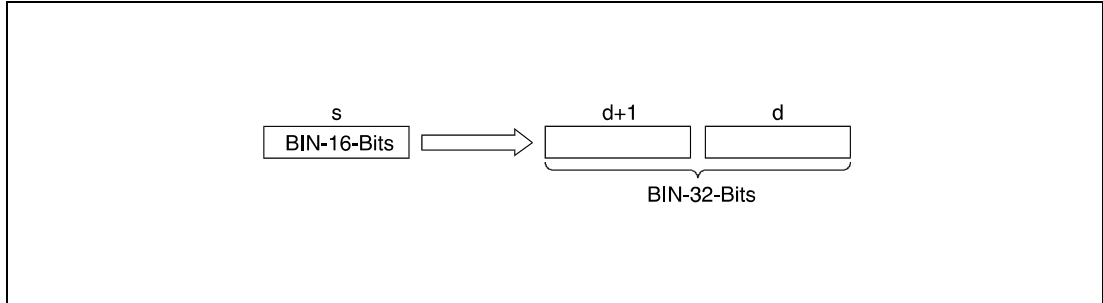 s
d+1
d
BIN-16-Bits
BIN-32-Bits